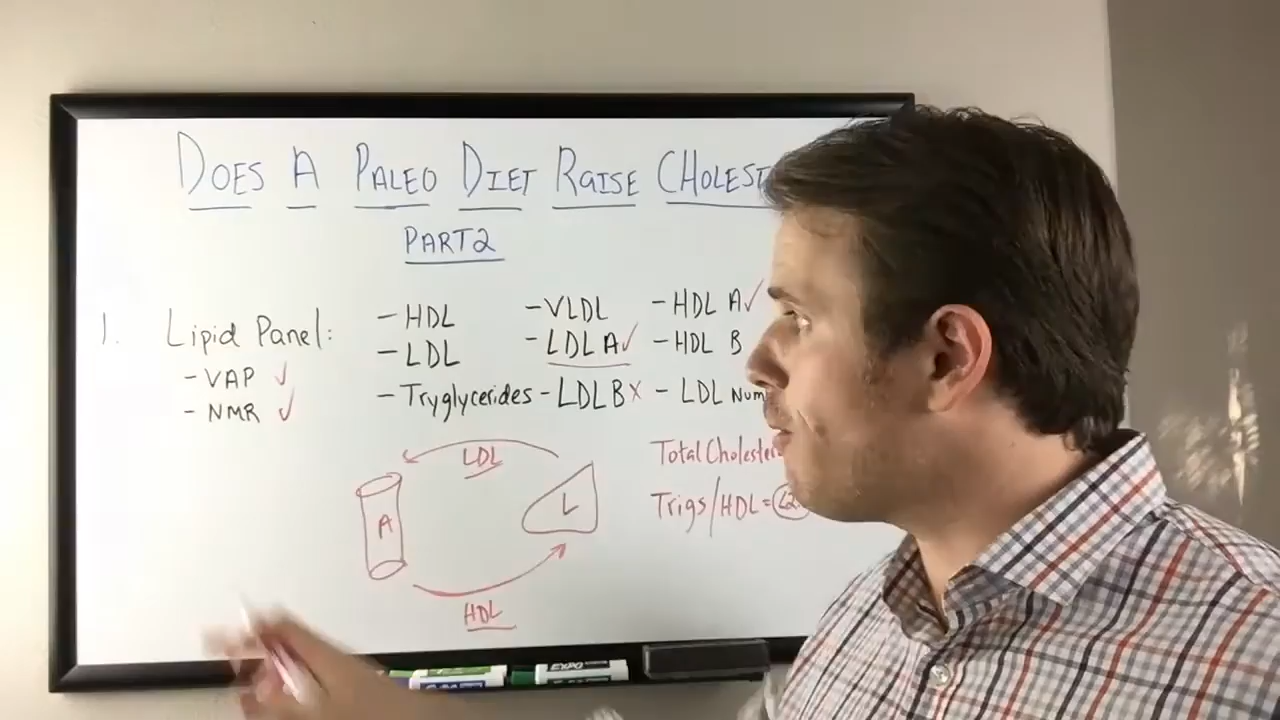 DOES A PALEO DIET RAISE CHOLEST
PART 2
1. Lipid Panel:
- VAP ✓
- NMR ✓
- HDL
- LDL
- Tryglycerides
- VLDL
- LDL A ✓
- LDL B x
- HDL A ✓
- HDL B
- LDL Num
LDL
A
L
HDL
Total Cholester
Trigs/HDL =
EXPO